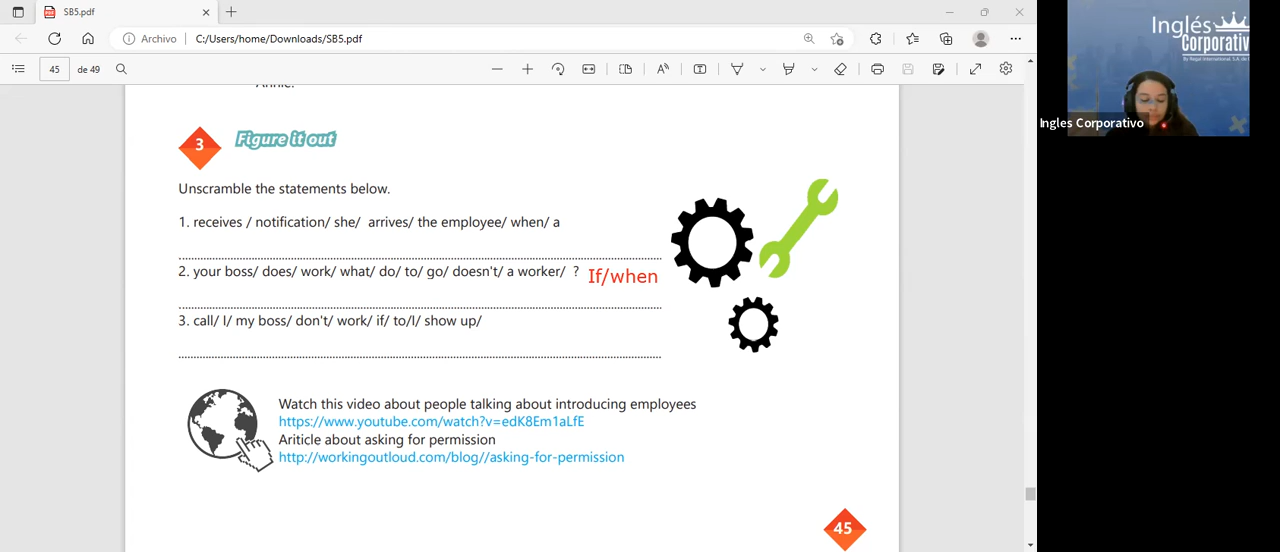 SB5.pdf
Archivo C:/Users/home/Downloads/SB5.pdf
45 de 49
3 Figure it out
Unscramble the statements below.
1. receives / notification/ she/ arrives/ the employee/ when/ a
2. your boss/ does/ work/ what/ do/ to/ go/ doesn't/ a worker/ ? If/when
3. call/ I/ my boss/ don't/ work/ if/ to/I/ show up/
Watch this video about people talking about introducing employees
https://www.youtube.com/watch?v=edK8Em1aLfE
Ariticle about asking for permission
http://workingoutloud.com/blog//asking-for-permission
45
Inglés
Corporativ
Ingles Corporativo